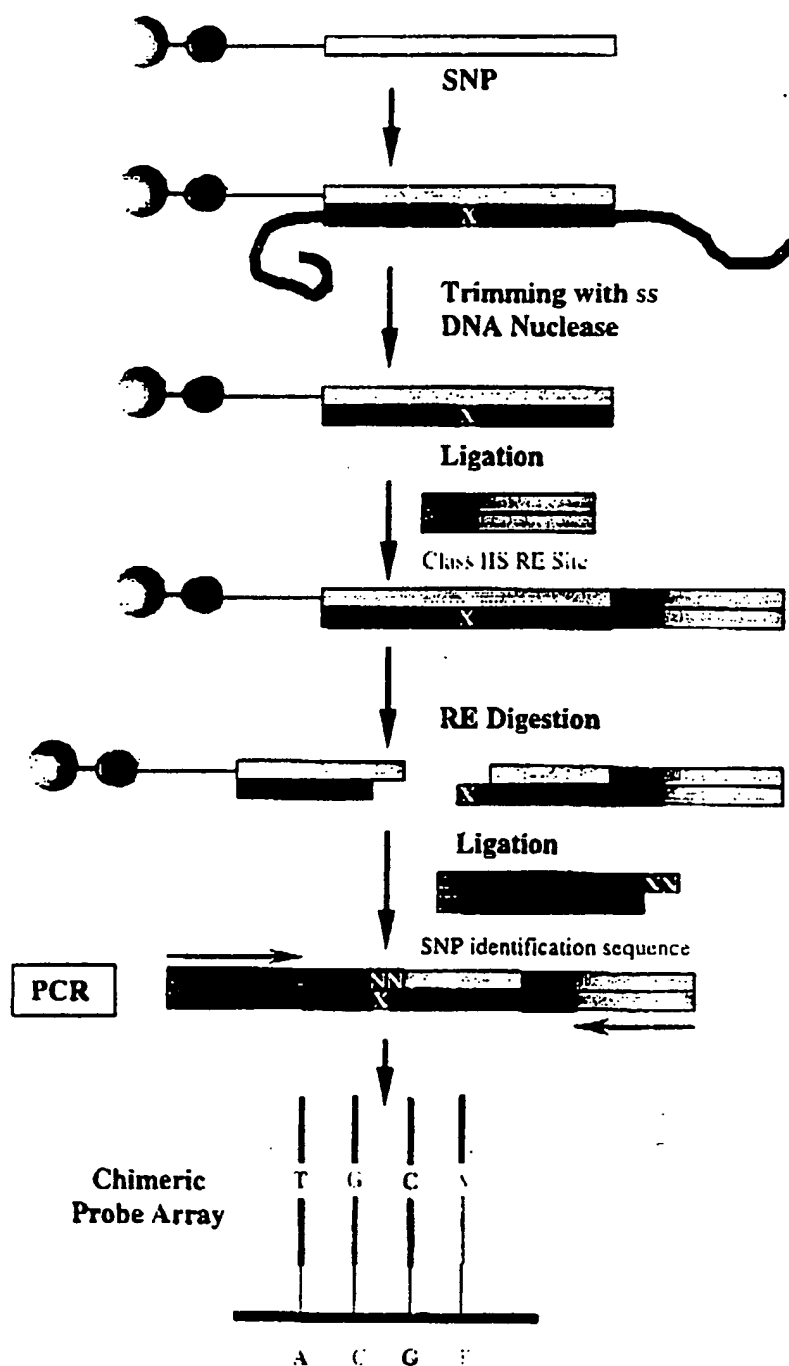 SNP
X
Trimming with ss
DNA Nuclease
X
Ligation
Class IIS RE Site
X
RE Digestion
X
Ligation
NN
SNP identification sequence
PCR
NN
X
T G C
Chimeric
Probe Array
A C G